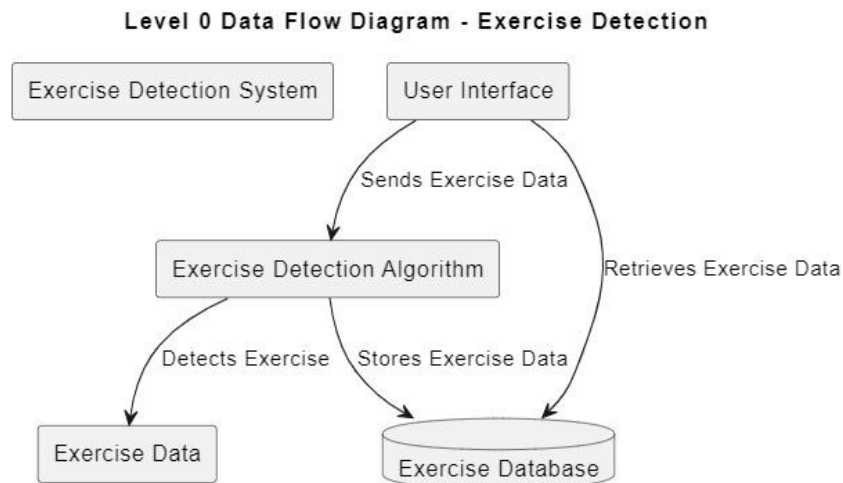 Level 0 Data Flow Diagram - Exercise Detection
Exercise Detection System
User Interface
Sends Exercise Data
Exercise Detection Algorithm
Retrieves Exercise Data
Detects Exercise
Stores Exercise Data
Exercise Data
Exercise Database